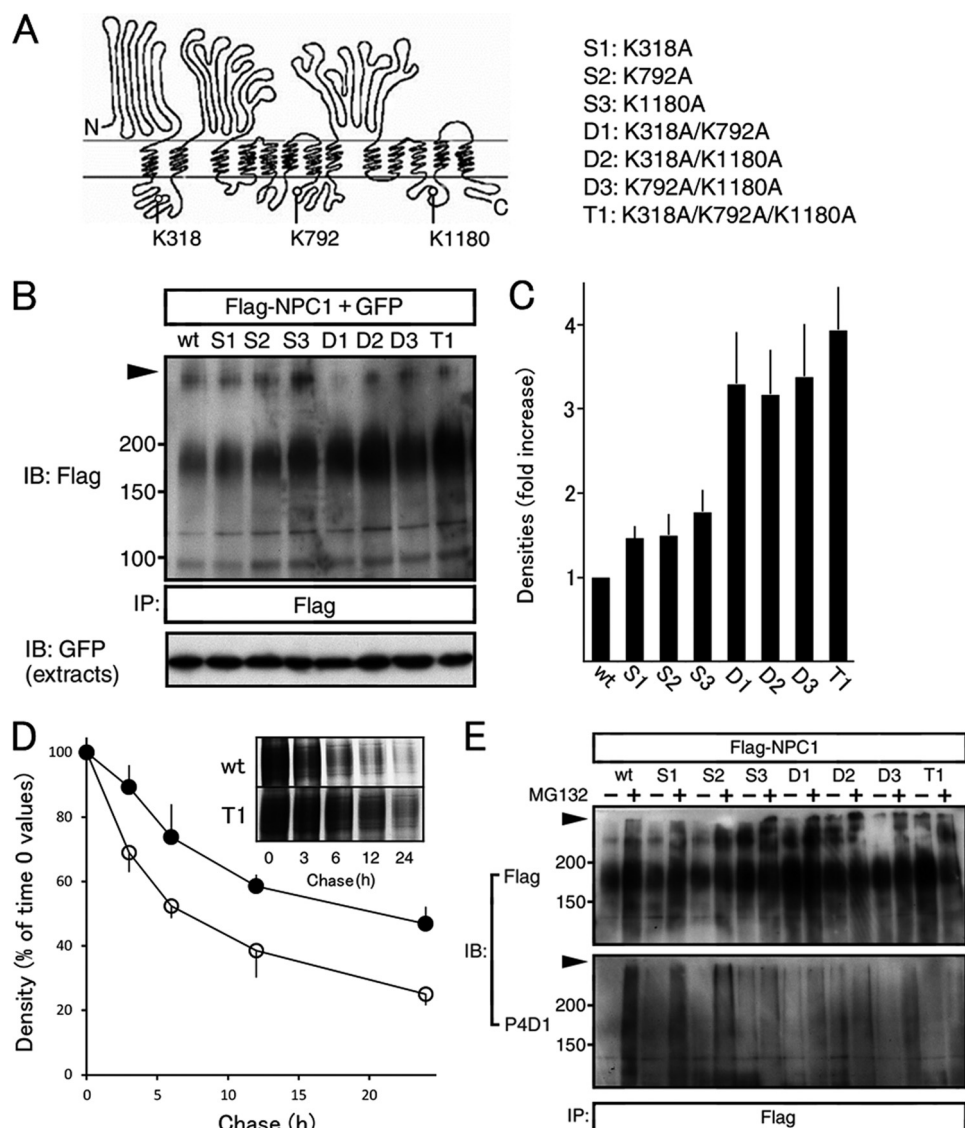 A
N
C
K318 K792 K1180
S1: K318A
S2: K792A
S3: K1180A
D1: K318A/K792A
D2: K318A/K1180A
D3: K792A/K1180A
T1: K318A/K792A/K1180A
B
Flag-NPC1 + GFP
wt S1 S2 S3 D1 D2 D3 T1
200
150
100
IB: Flag
IP: Flag
IB: GFP
(extracts)
C
Densities (fold increase)
4
3
2
1
wt S1 S2 S3 D1 D2 D3 T1
D
Density (% of time 0 values)
100
80
60
40
20
0
0 5 10 15 20
Chase (h)
wt
T1
0 3 6 12 24
Chase (h)
E
Flag-NPC1
wt S1 S2 S3 D1 D2 D3 T1
MG132 − + − + − + − + − + − + − + − +
200
Flag
150
IB:
200
P4D1
150
IP: Flag